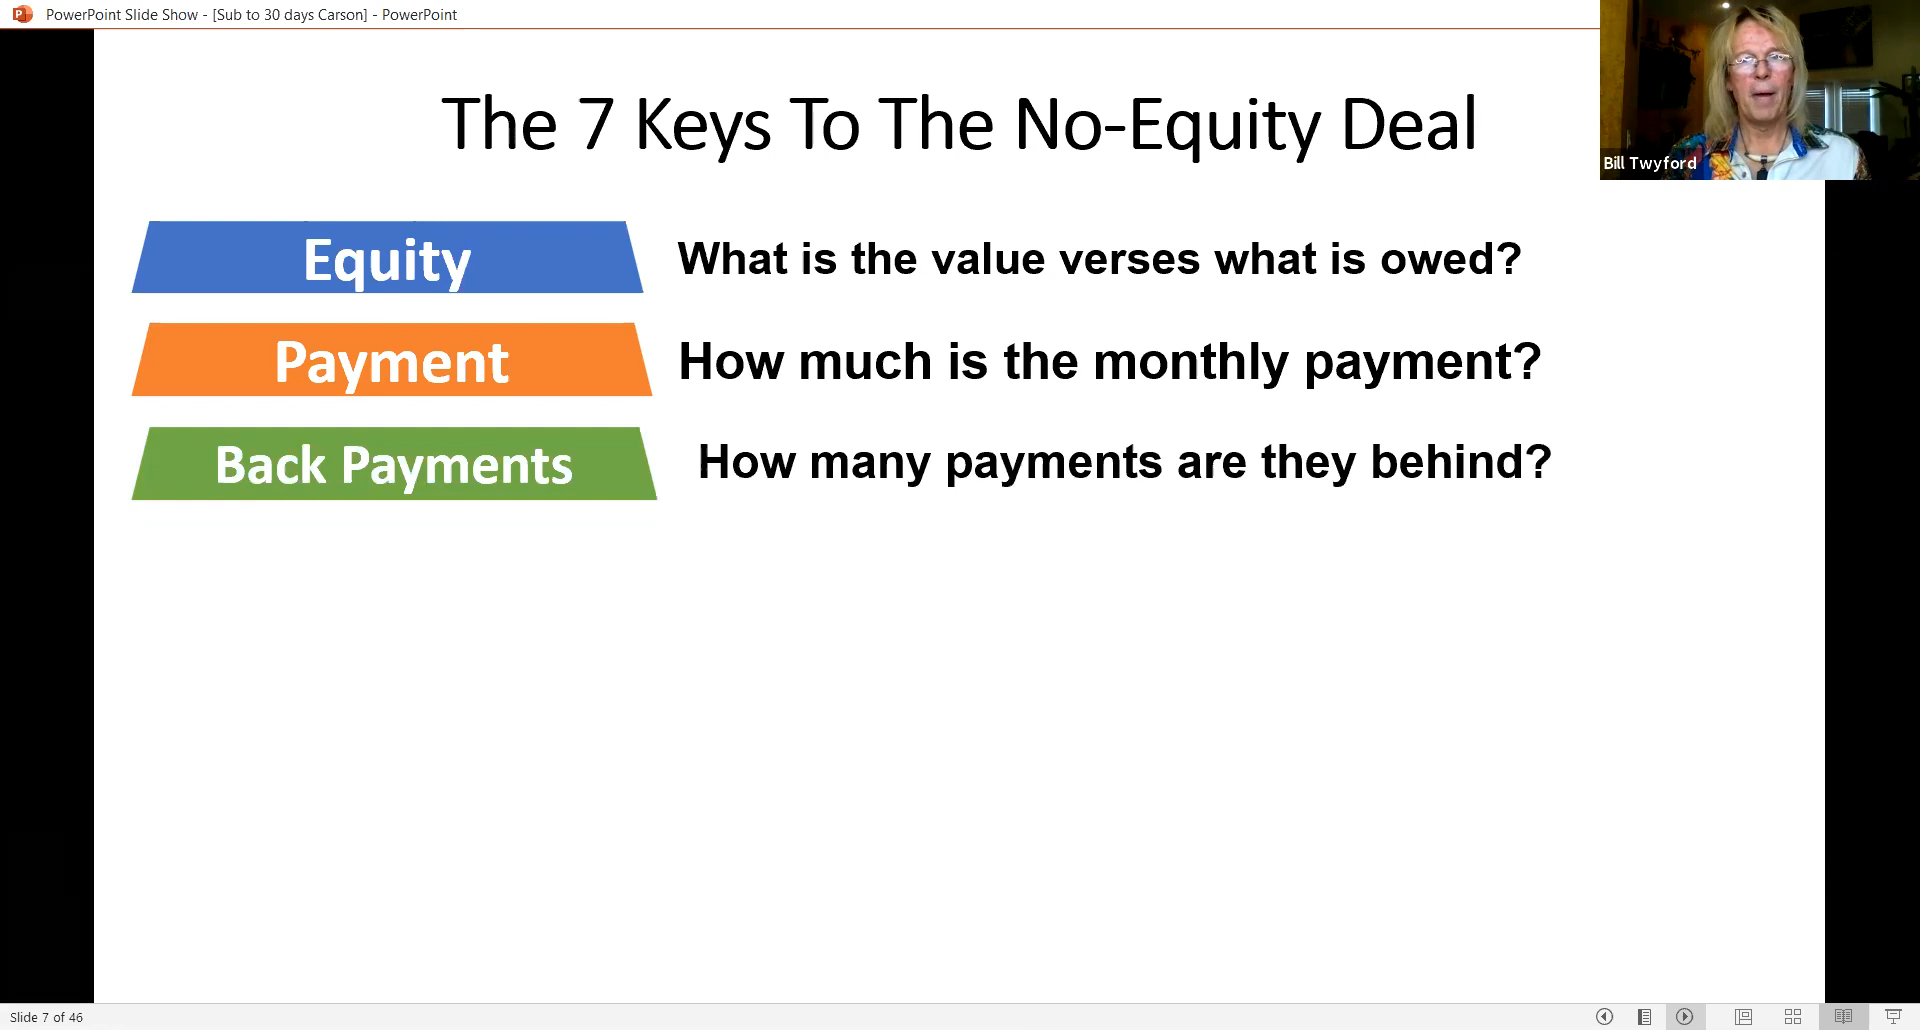 PowerPoint Slide Show - [Sub to 30 days Carson] - PowerPoint
The 7 Keys To The No-Equity Deal
Bill Twyford
Equity What is the value verses what is owed?
Payment How much is the monthly payment?
Back Payments How many payments are they behind?
Slide 7 of 46